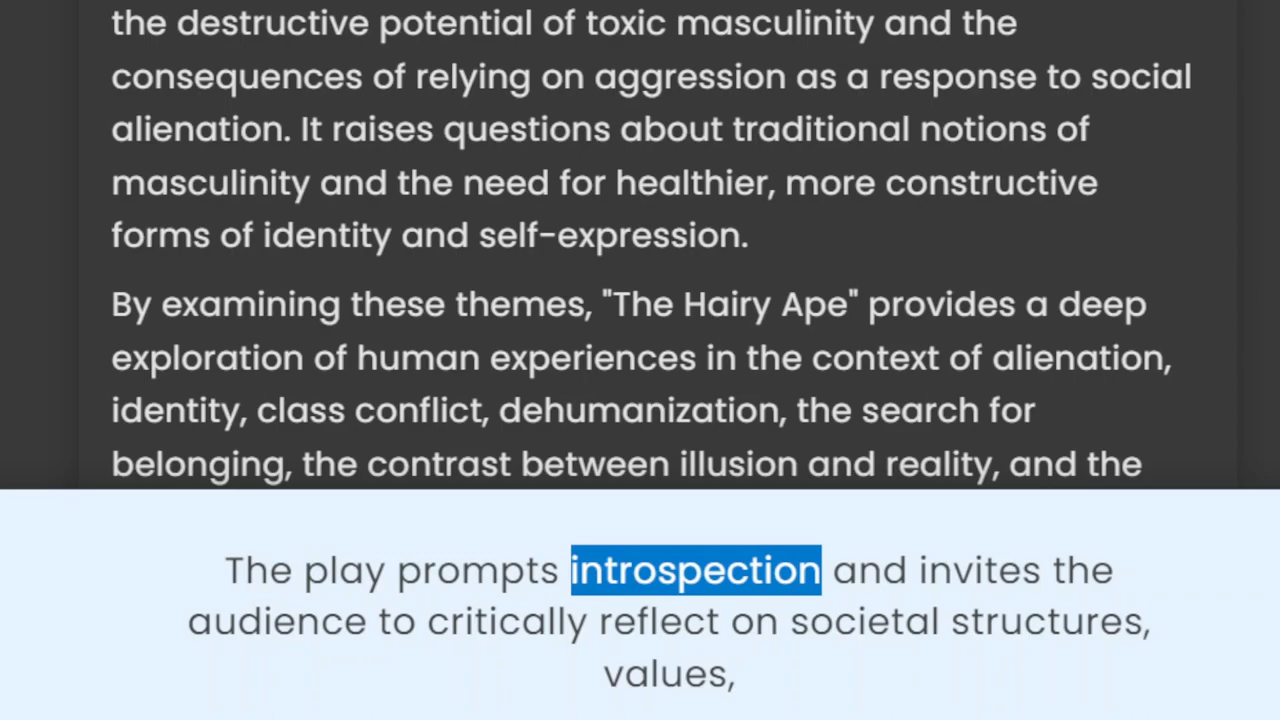 the destructive potential of toxic masculinity and the
consequences of relying on aggression as a response to social
alienation. It raises questions about traditional notions of
masculinity and the need for healthier, more constructive
forms of identity and self-expression.
By examining these themes, "The Hairy Ape" provides a deep
exploration of human experiences in the context of alienation,
identity, class conflict, dehumanization, the search for
belonging, the contrast between illusion and reality, and the
The play prompts introspection and invites the
audience to critically reflect on societal structures,
values,